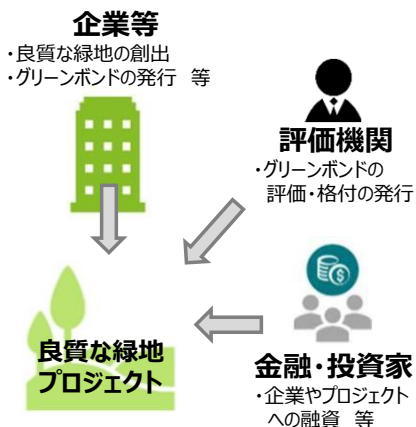 企業等
・良質な緑地の創出
・グリーンボンドの発行 等
評価機関
・グリーンボンドの
評価・格付の発行
良質な緑地
プロジェクト
金融・投資家
・企業やプロジェクト
への融資 等